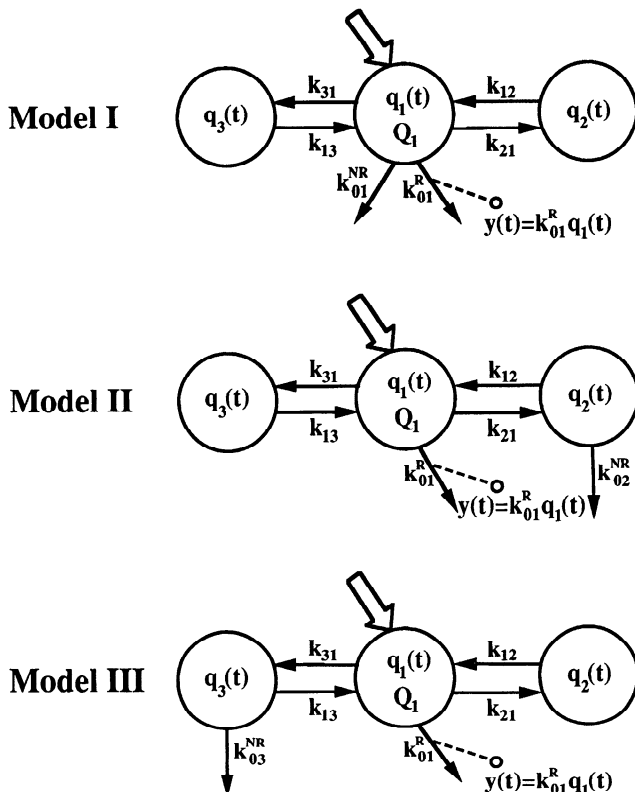 Model I
q₃(t)
k₃₁
k₁₃
q₁(t)
Q₁
k₁₂
k₂₁
q₂(t)
k₀₁ᴺᴿ
k₀₁ᴿ
y(t)=k₀₁ᴿq₁(t)
Model II
q₃(t)
k₃₁
k₁₃
q₁(t)
Q₁
k₁₂
k₂₁
q₂(t)
k₀₁ᴿ
y(t)=k₀₁ᴿq₁(t)
k₀₂ᴺᴿ
Model III
q₃(t)
k₃₁
k₁₃
q₁(t)
Q₁
k₁₂
k₂₁
q₂(t)
k₀₃ᴺᴿ
k₀₁ᴿ
y(t)=k₀₁ᴿq₁(t)